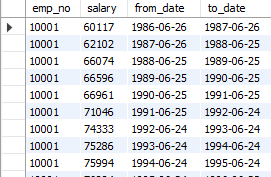 emp_no salary from_date to_date
10001 60117 1986-06-26 1987-06-26
10001 62102 1987-06-26 1988-06-25
10001 66074 1988-06-25 1989-06-25
10001 66596 1989-06-25 1990-06-25
10001 66961 1990-06-25 1991-06-25
10001 71046 1991-06-25 1992-06-24
10001 74333 1992-06-24 1993-06-24
10001 75286 1993-06-24 1994-06-24
10001 75994 1994-06-24 1995-06-24